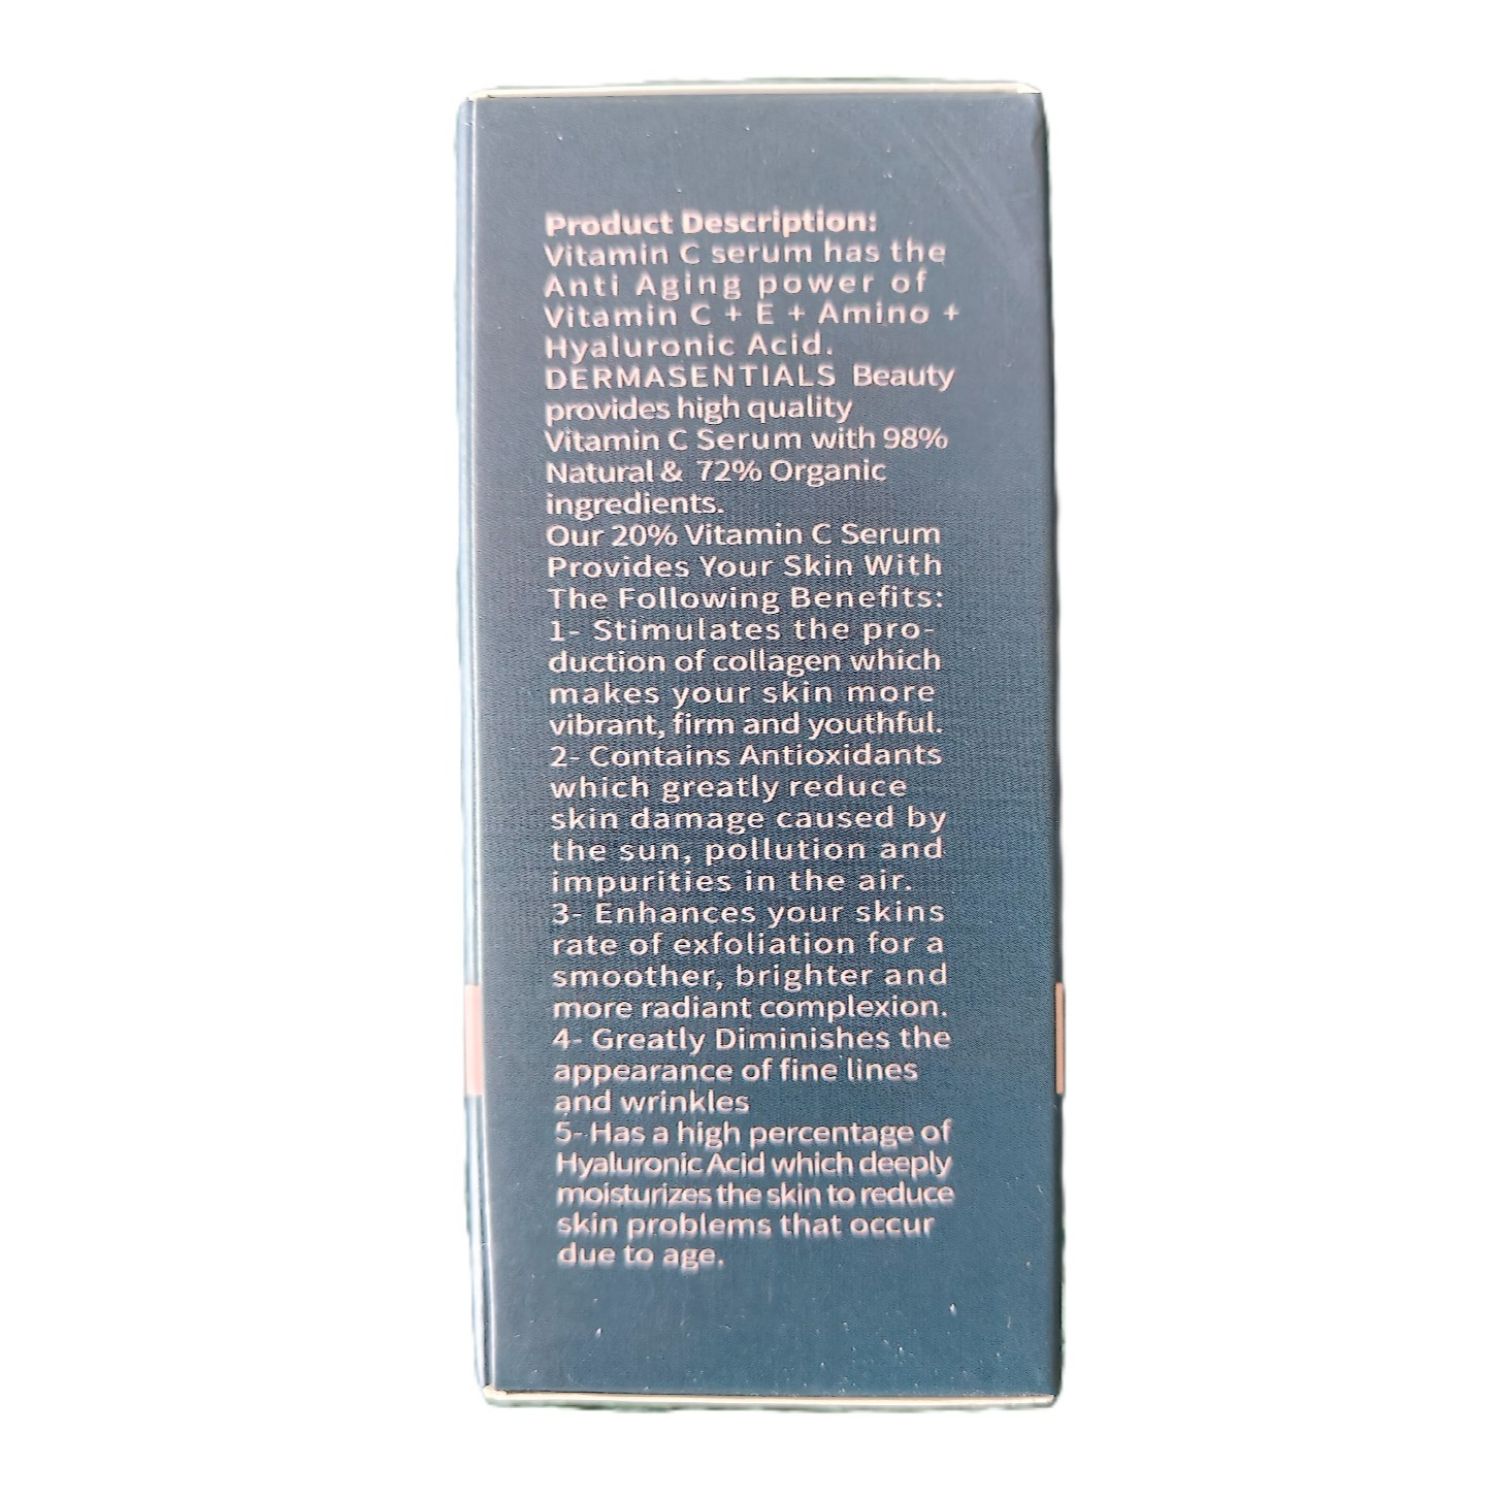 Product Description:
Vitamin C serum has the
Anti Aging power of
Vitamin C + E + Amino +
Hyaluronic Acid.
DERMASENTIALS Beauty
provides high quality
Vitamin C Serum with 98%
Natural & 72% Organic
ingredients.
Our 20% Vitamin C Serum
Provides Your Skin With
The Following Benefits:
1- Stimulates the pro-
duction of collagen which
makes your skin more
vibrant, firm and youthful.
2- Contains Antioxidants
which greatly reduce
skin damage caused by
the sun, pollution and
impurities in the air.
3- Enhances your skins
rate of exfoliation for a
smoother, brighter and
more radiant complexion.
4- Greatly Diminishes the
appearance of fine lines
and wrinkles
5- Has a high percentage of
Hyaluronic Acid which deeply
moisturizes the skin to reduce
skin problems that occur
due to age.